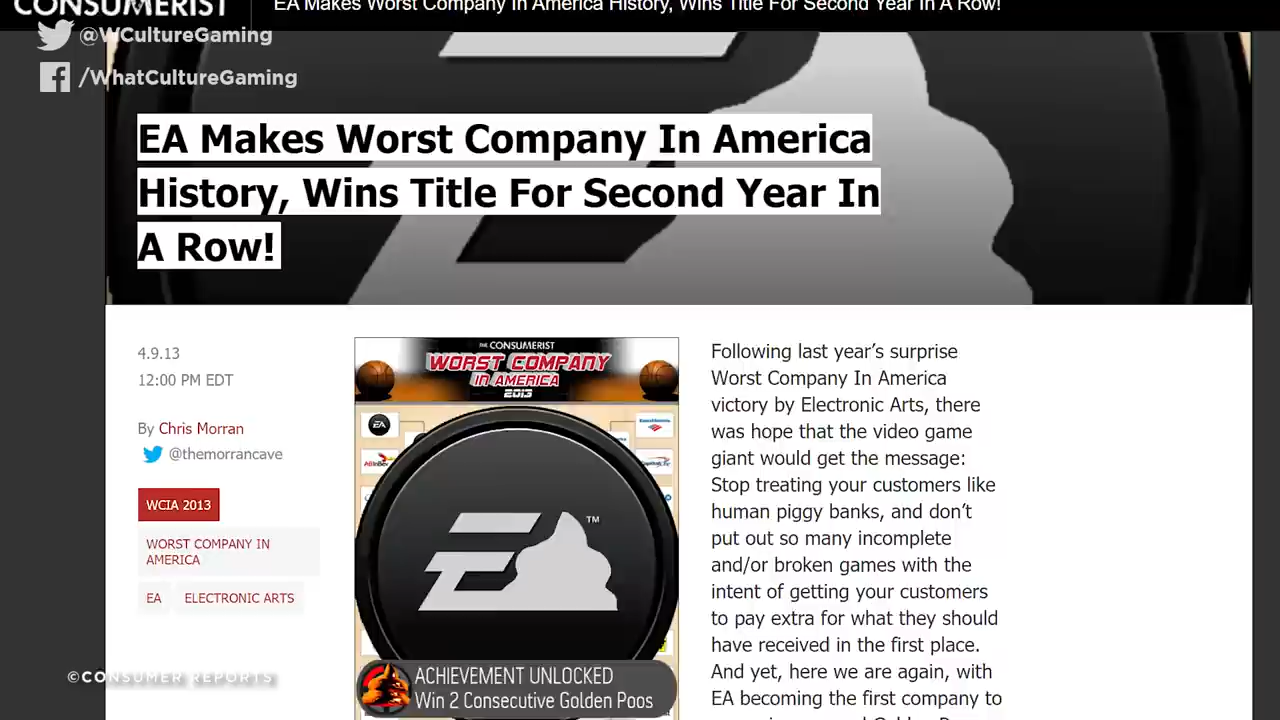 CONSUMERIST
EA Makes Worst Company In America History, Wins Title For Second Year In A Row!
@WCultureGaming
/WhatCultureGaming
EA Makes Worst Company In America
History, Wins Title For Second Year In
A Row!
4.9.13
12:00 PM EDT
By Chris Morran
@themorrancave
WCIA 2013
WORST COMPANY IN
AMERICA
EA
ELECTRONIC ARTS
THE CONSUMERIST
WORST COMPANY
IN AMERICA
2013
EA
TM
ACHIEVEMENT UNLOCKED
Win 2 Consecutive Golden Poos
Following last year’s surprise
Worst Company In America
victory by Electronic Arts, there
was hope that the video game
giant would get the message:
Stop treating your customers like
human piggy banks, and don’t
put out so many incomplete
and/or broken games with the
intent of getting your customers
to pay extra for what they should
have received in the first place.
And yet, here we are again, with
EA becoming the first company to
©CONSUMER REPORTS